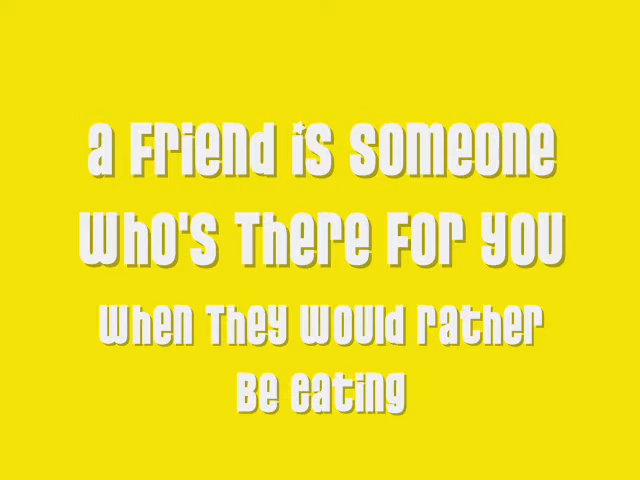 a Friend is someone
who's There For you
when They would rather
Be eating